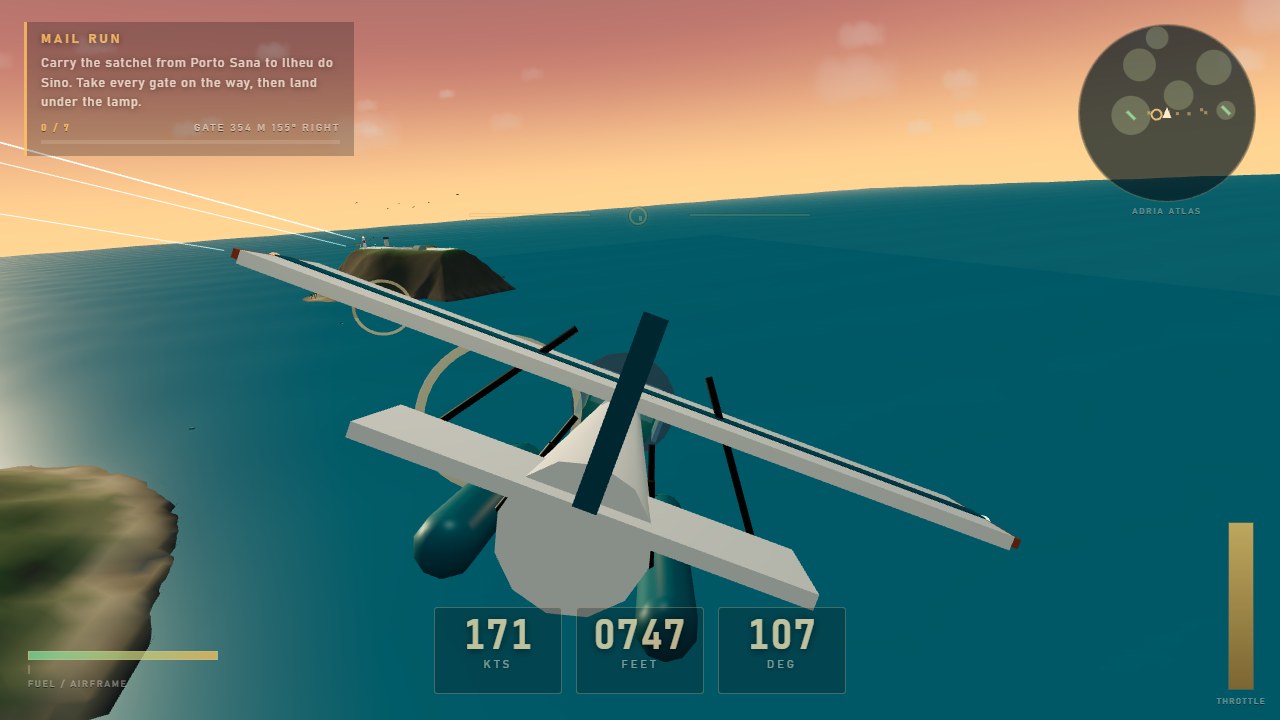 MAIL RUN
Carry the satchel from Porto Sana to Ilheu do
Sino. Take every gate on the way, then land
under the lamp.
0 / 7 GATE 354 M 155° RIGHT
ADRIA ATLAS
171 0747 107
KTS FEET DEG
FUEL / AIRFRAME
THROTTLE